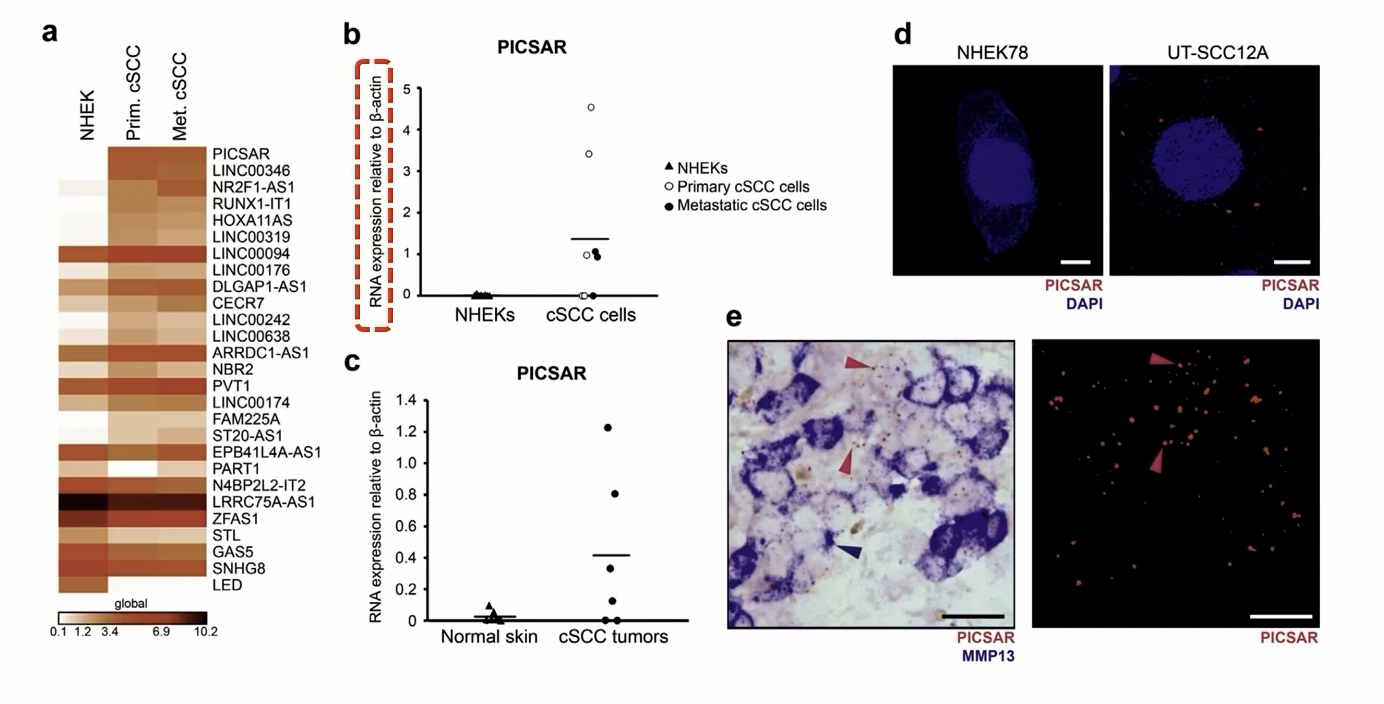 a
NHEK
Prim. cSCC
Met. cSCC
PICSAR
LINC00346
NR2F1-AS1
RUNX1-IT1
HOXA11AS
LINC00319
LINC00094
LINC00176
DLGAP1-AS1
CECR7
LINC00242
LINC00638
ARRDC1-AS1
NBR2
PVT1
LINC00174
FAM225A
ST20-AS1
EPB41L4A-AS1
PART1
N4BP2L2-IT2
LRRC75A-AS1
ZFAS1
STL
GAS5
SNHG8
LED
global
0.1 1.2 3.4 6.9 10.2
b
PICSAR
RNA expression relative to β-actin
5
4
3
2
1
0
NHEKs cSCC cells
NHEKs
Primary cSCC cells
Metastatic cSCC cells
c
PICSAR
RNA expression relative to β-actin
1.4
1.2
1.0
0.8
0.6
0.4
0.2
0
Normal skin cSCC tumors
d
NHEK78 UT-SCC12A
PICSAR
DAPI
PICSAR
DAPI
e
PICSAR
MMP13
PICSAR